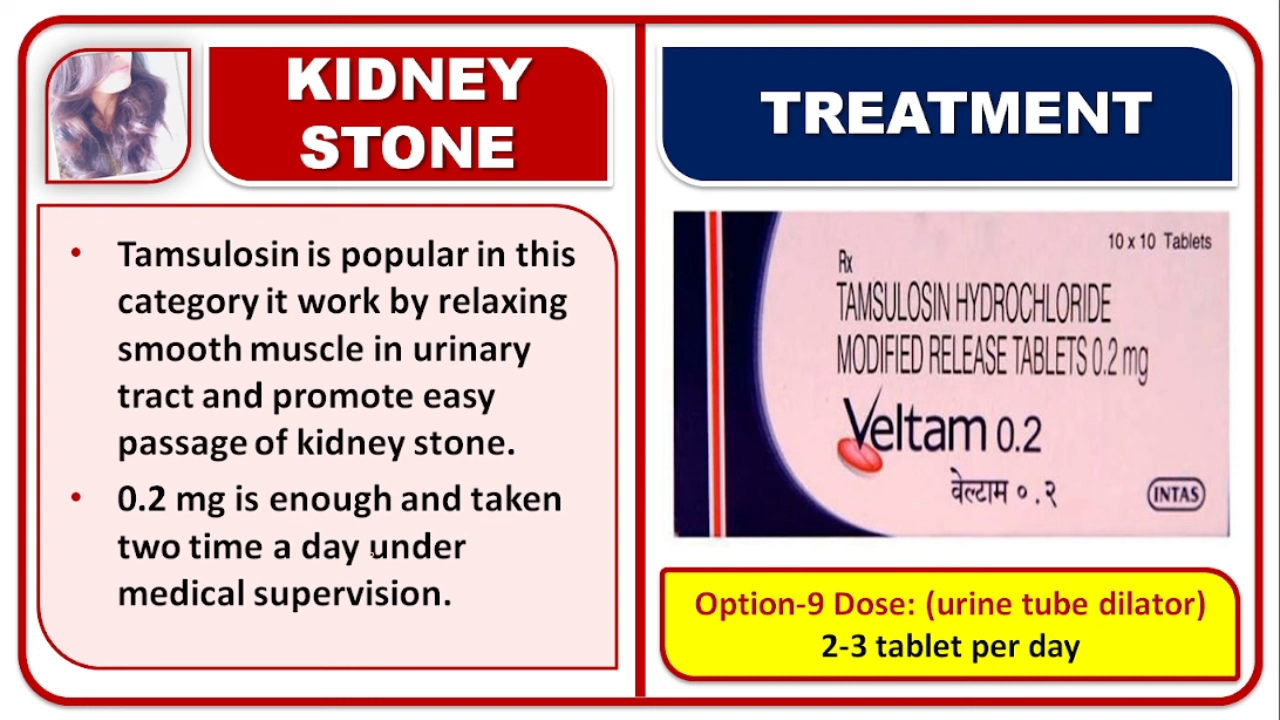 KIDNEY
STONE
• Tamsulosin is popular in this
category it work by relaxing
smooth muscle in urinary
tract and promote easy
passage of kidney stone.
• 0.2 mg is enough and taken
two time a day under
medical supervision.
TREATMENT
10 x 10 Tablets
Rx
TAMSULOSIN HYDROCHLORIDE
MODIFIED RELEASE TABLETS 0.2 mg
Veltam 0.2
वेल्टाम ०.२
INTAS
Option-9 Dose: (urine tube dilator)
2-3 tablet per day